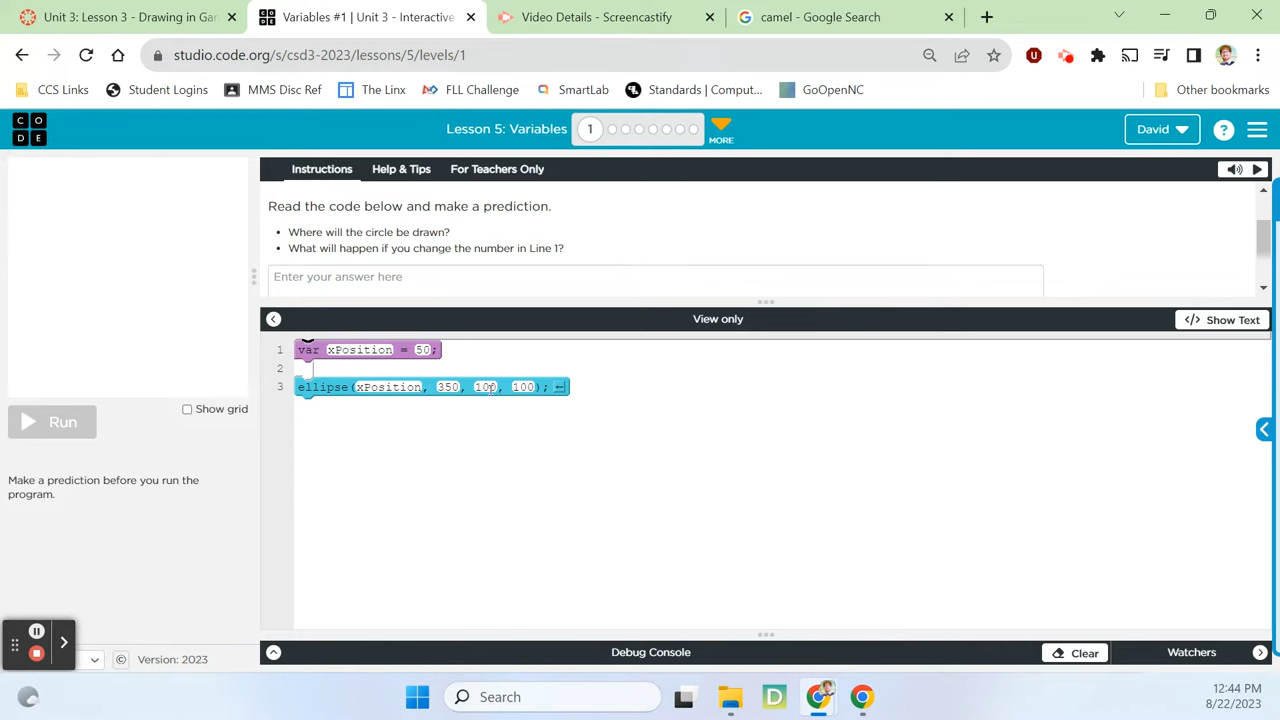 Unit 3: Lesson 3 - Drawing in Gan
Variables #1 | Unit 3 - Interactive
Video Details - Screencastify
camel - Google Search
studio.code.org/s/csd3-2023/lessons/5/levels/1
CCS Links
Student Logins
MMS Disc Ref
The Linx
FLL Challenge
SmartLab
Standards | Comput...
GoOpenNC
Other bookmarks
CODE
Lesson 5: Variables
1
MORE
David
?
Instructions
Help & Tips
For Teachers Only
Read the code below and make a prediction.
• Where will the circle be drawn?
• What will happen if you change the number in Line 1?
Enter your answer here
View only
</> Show Text
1 var xPosition = 50;
2
3 ellipse(xPosition, 350, 100, 100);
Run
Show grid
Make a prediction before you run the
program.
© Version: 2023
Debug Console
Clear
Watchers
Search
12:44 PM
8/22/2023